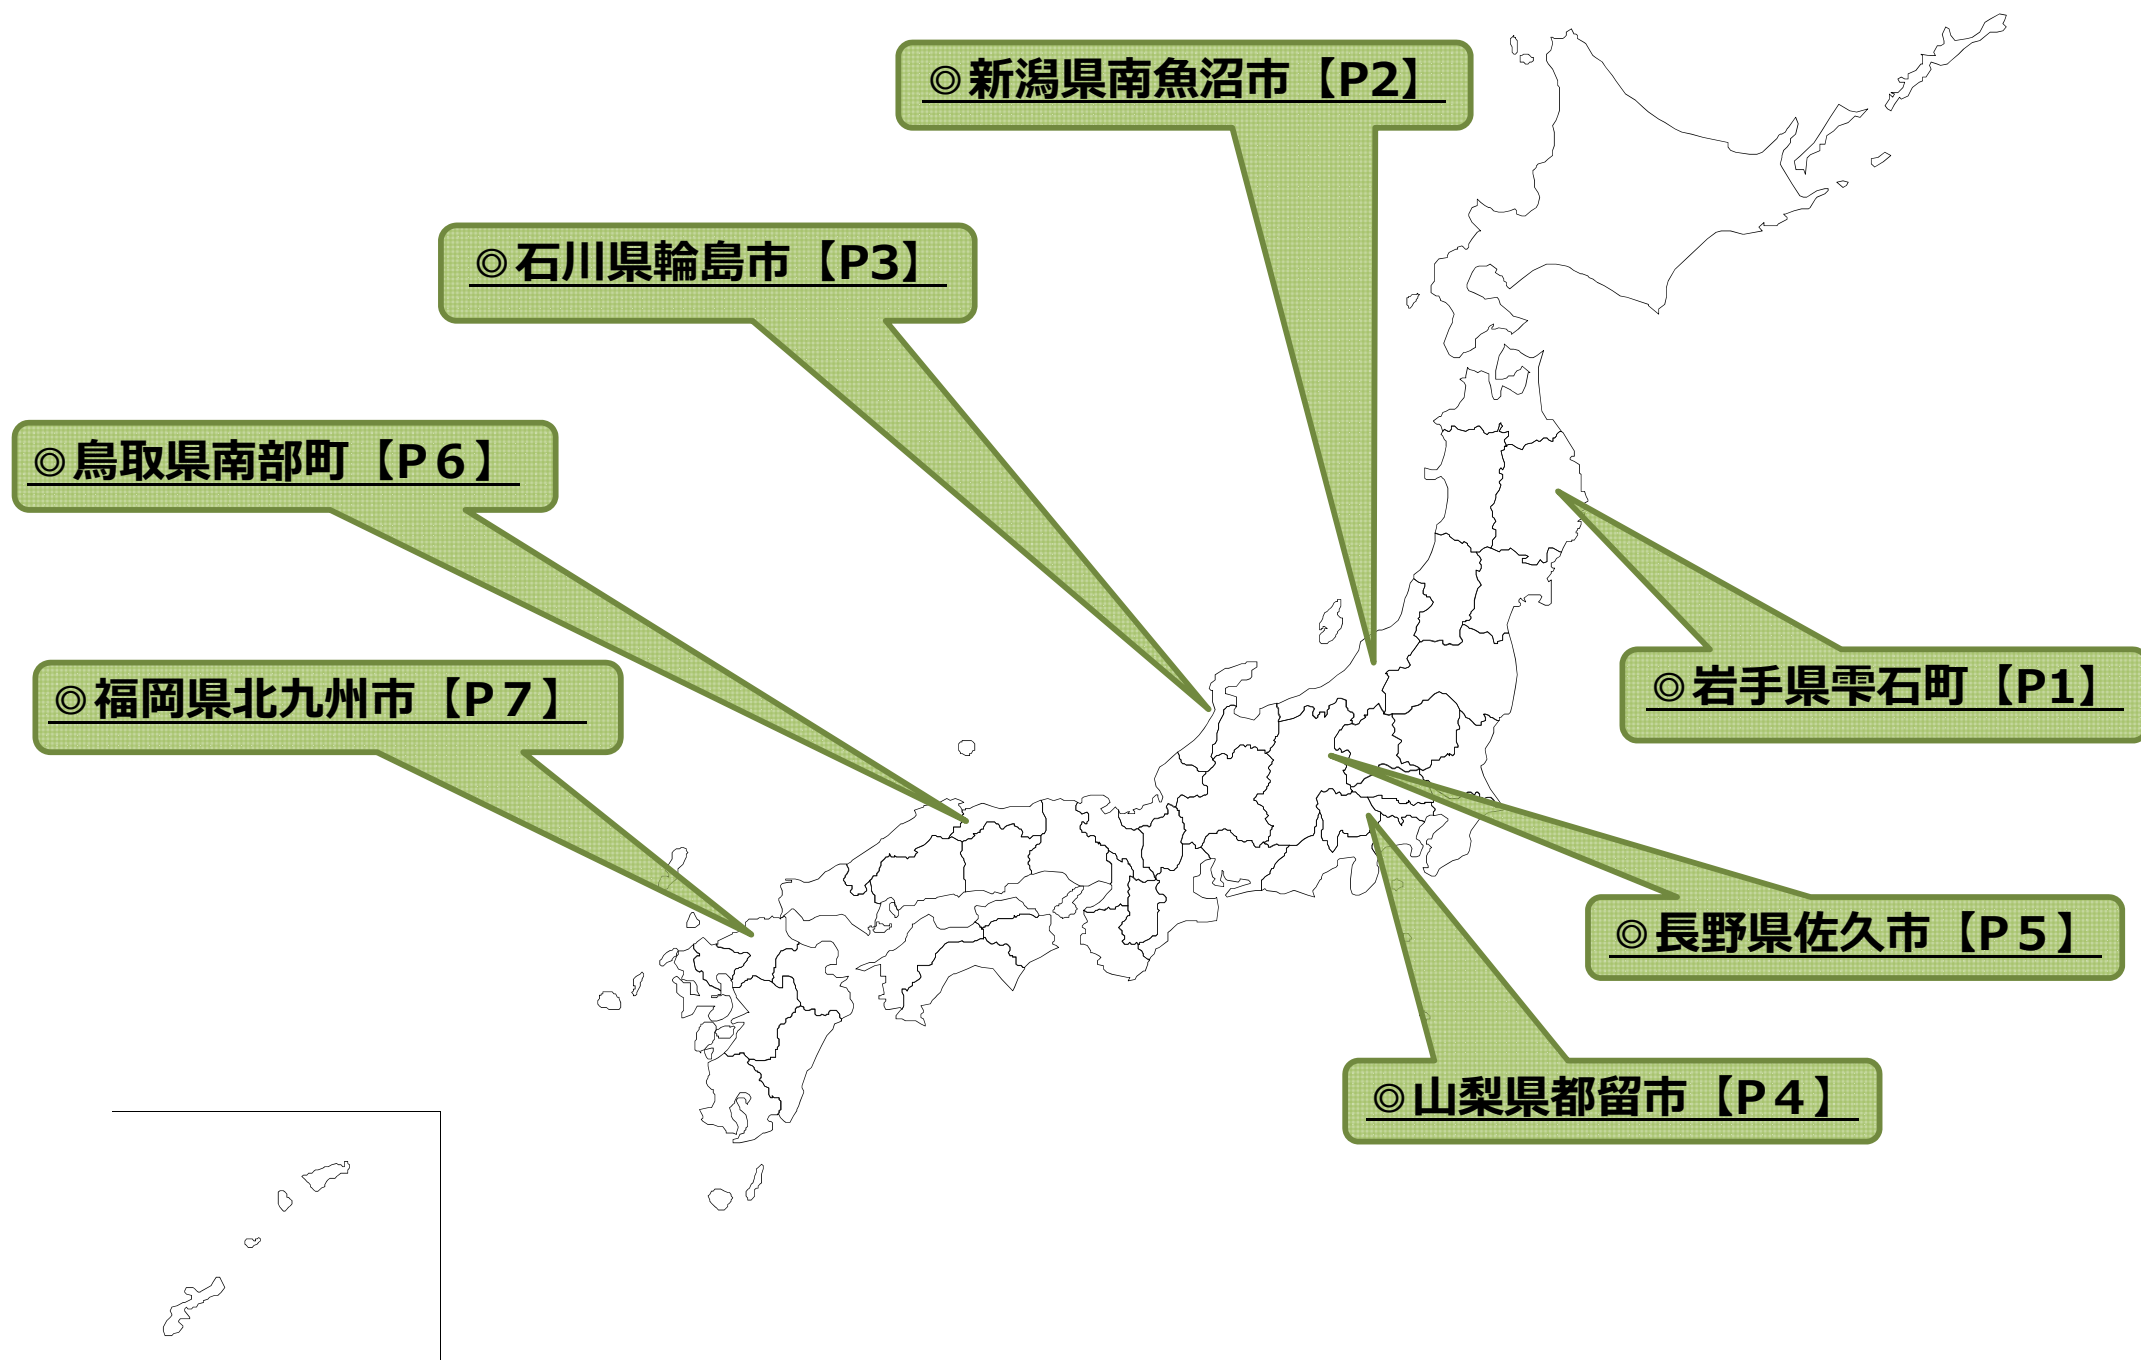 ◎新潟県南魚沼市【P2】
◎石川県輪島市【P3】
◎鳥取県南部町【P６】
◎福岡県北九州市【P７】
◎岩手県雫石町【P1】
◎長野県佐久市【P５】
◎山梨県都留市【P４】